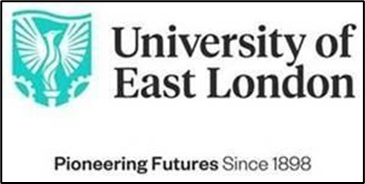 University of
East London
Pioneering Futures Since 1898